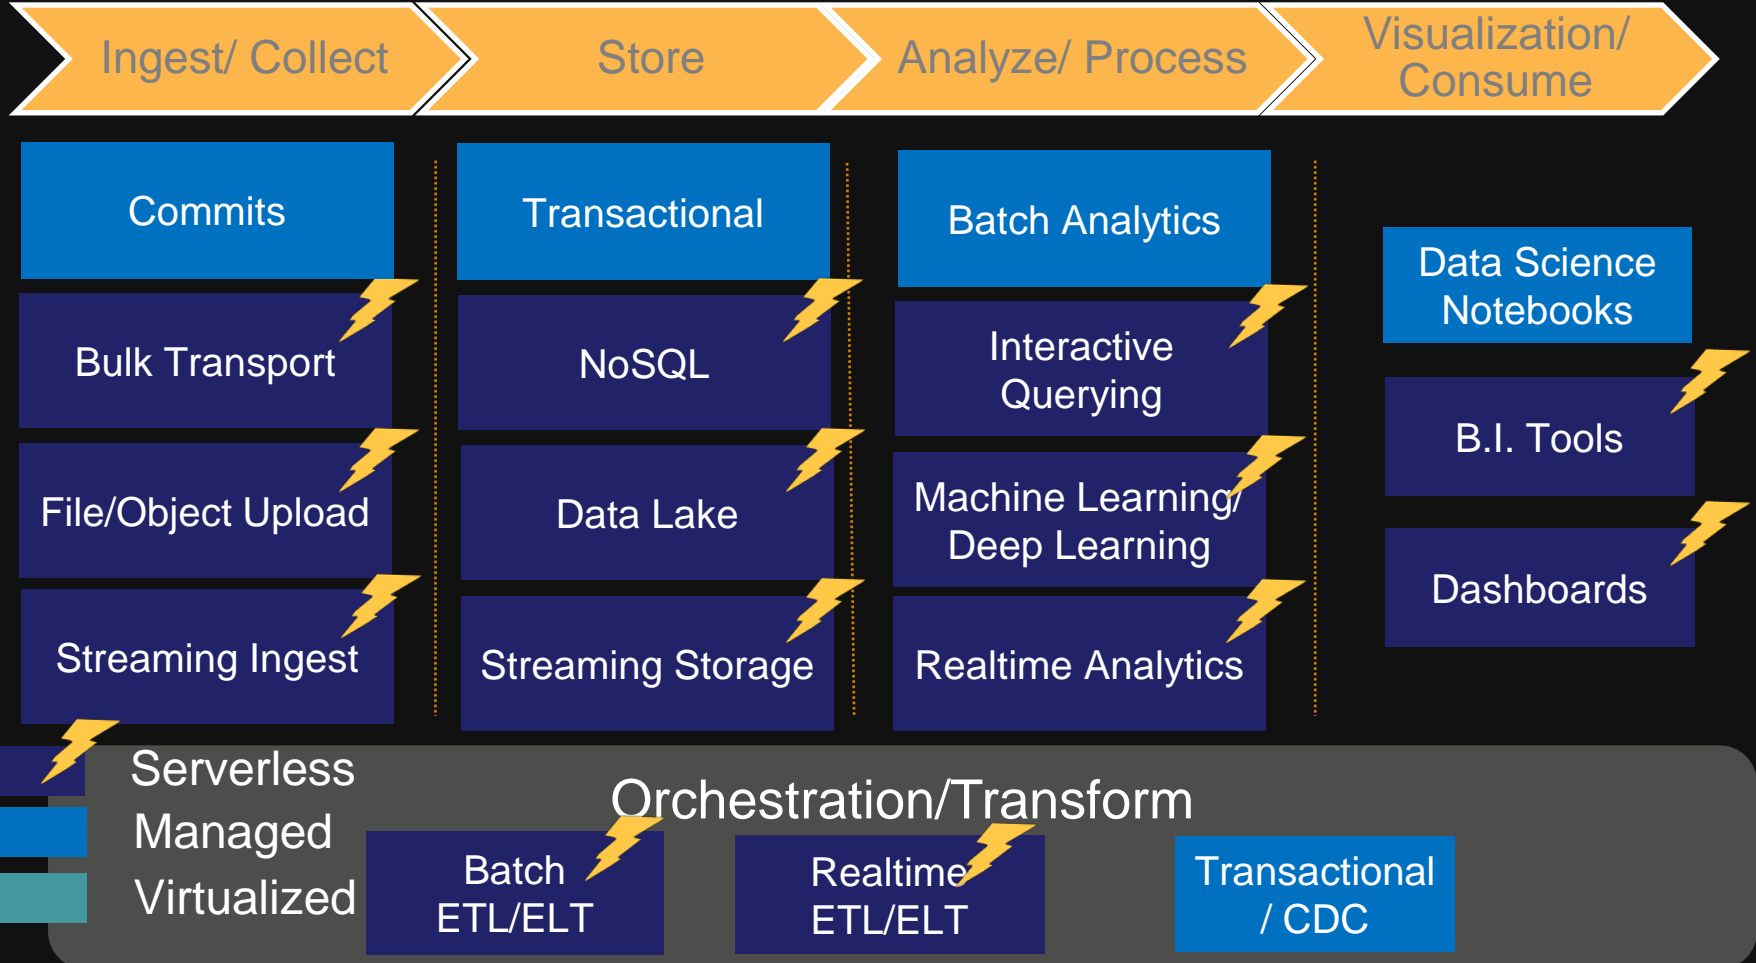 Ingest/ Collect
Store
Analyze/ Process
Visualization/
Consume
Commits
Bulk Transport
File/Object Upload
Streaming Ingest
Transactional
NoSQL
Data Lake
Streaming Storage
Batch Analytics
Interactive
Querying
Machine Learning/
Deep Learning
Realtime Analytics
Data Science
Notebooks
B.I. Tools
Dashboards
Serverless
Managed
Virtualized
Orchestration/Transform
Batch
ETL/ELT
Realtime
ETL/ELT
Transactional
/ CDC